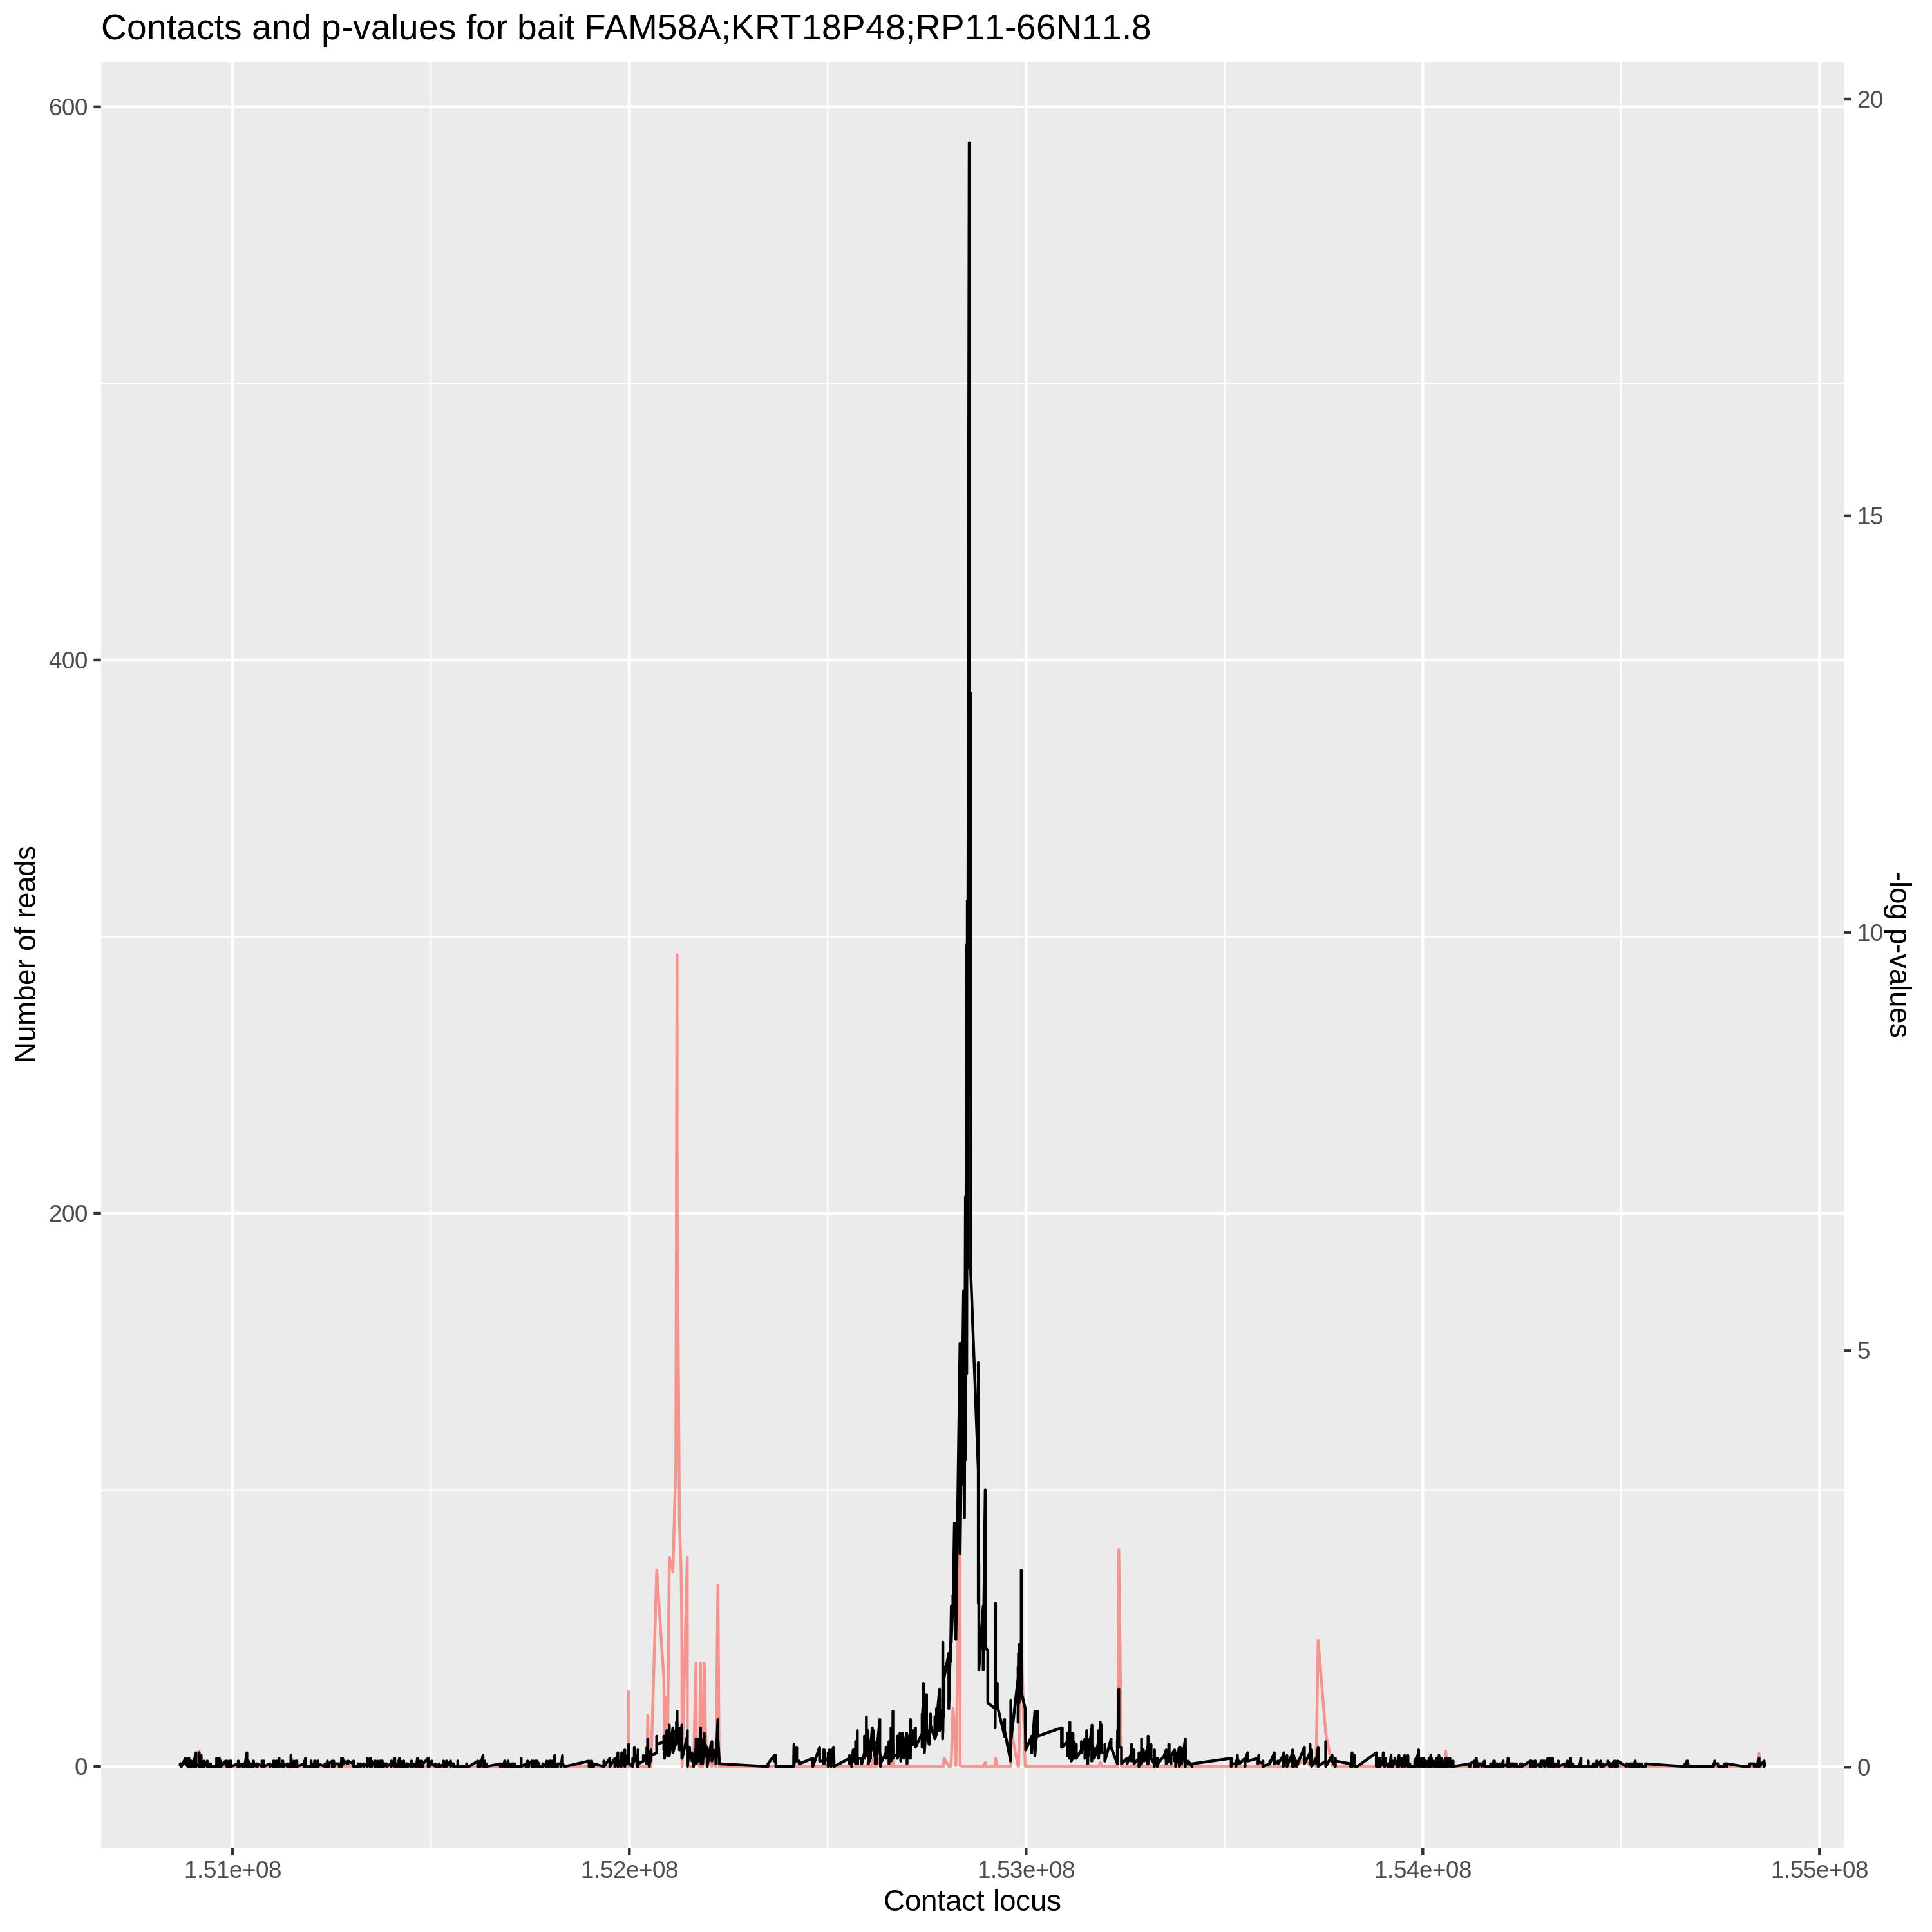 Contacts and p-values for bait FAM58A;KRT18P48;RP11-66N11.8
600
400
200
0
Number of reads
20
15
10
5
0
-log p-values
1.51e+08
1.52e+08
1.53e+08
1.54e+08
1.55e+08
Contact locus